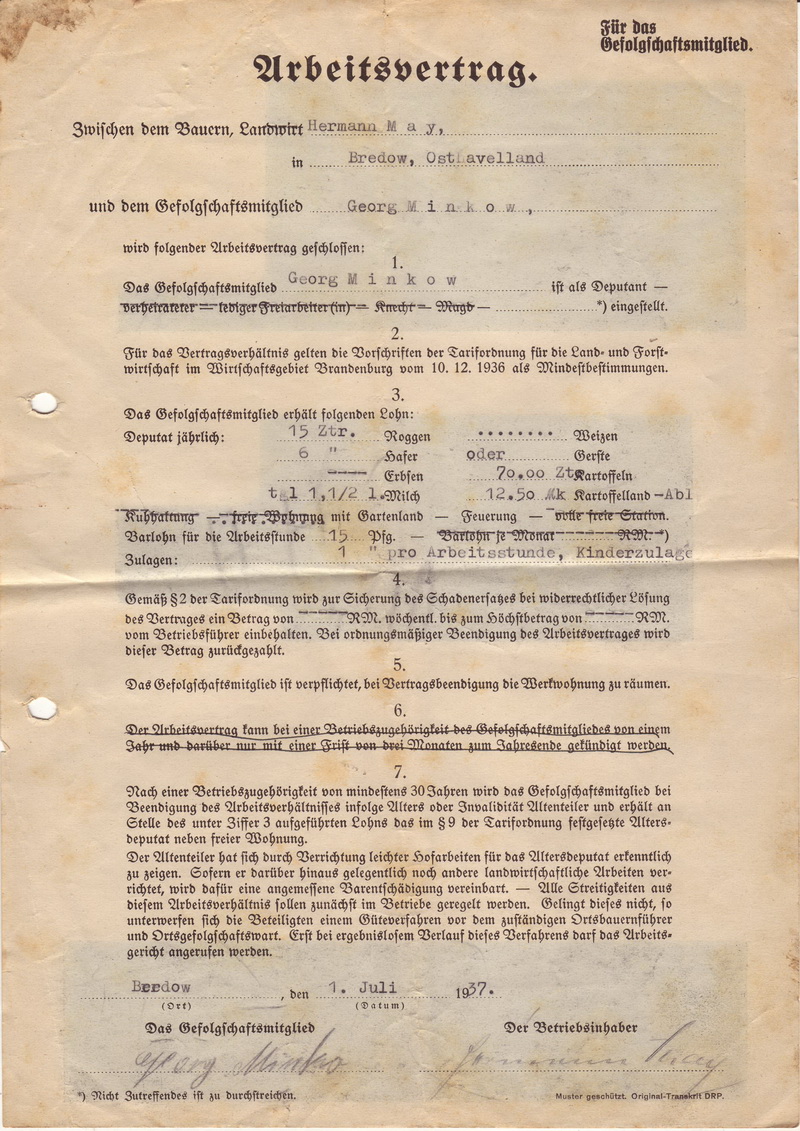 Für das
Gefolgschaftsmitglied.
Arbeitsvertrag.
Zwischen dem Bauern, Landwirt Hermann M a y,
in Bredow, Osthavelland
und dem Gefolgschaftsmitglied Georg M i n k o w ,
wird folgender Arbeitsvertrag geschlossen:
1.
Das Gefolgschaftsmitglied Georg M i n k o w ist als Deputant —
verheirateter — lediger Freiarbeiter(in) — Knecht — Magd — *) eingestellt.
2.
Für das Vertragsverhältnis gelten die Vorschriften der Tarifordnung für die Land- und Forst-
wirtschaft im Wirtschaftsgebiet Brandenburg vom 10. 12. 1936 als Mindestbestimmungen.
3.
Das Gefolgschaftsmitglied erhält folgenden Lohn:
Deputat jährlich: 15 Ztr. Roggen ........ Weizen
6 " Hafer oder Gerste
---- Erbsen 70.00 Ztr Kartoffeln
tgl 1,1/2 l. Milch 12.50 Mk Kartoffelland -Abl
Kuhhaltung — freie Wohnung mit Gartenland — Feuerung — volle freie Station.
Barlohn für die Arbeitsstunde 15 Pfg. — Barlohn je Monat RM. — *)
Zulagen: 1 " pro Arbeitsstunde, Kinderzulage
4.
Gemäß § 2 der Tarifordnung wird zur Sicherung des Schadenersatzes bei widerrechtlicher Lösung
des Vertrages ein Betrag von ------ RM. wöchentl. bis zum Höchstbetrag von ------ RM.
vom Betriebsführer einbehalten. Bei ordnungsmäßiger Beendigung des Arbeitsvertrages wird
dieser Betrag zurückgezahlt.
5.
Das Gefolgschaftsmitglied ist verpflichtet, bei Vertragsbeendigung die Werkwohnung zu räumen.
6.
Der Arbeitsvertrag kann bei einer Betriebszugehörigkeit des Gefolgschaftsmitgliedes von einem
Jahr und darüber nur mit einer Frist von drei Monaten zum Jahresende gekündigt werden.
7.
Nach einer Betriebszugehörigkeit von mindestens 30 Jahren wird das Gefolgschaftsmitglied bei
Beendigung des Arbeitsverhältnisses infolge Alters oder Invalidität Altenteiler und erhält an
Stelle des unter Ziffer 3 aufgeführten Lohns das im § 9 der Tarifordnung festgesetzte Alters-
deputat neben freier Wohnung.
Der Altenteiler hat sich durch Verrichtung leichter Hofarbeiten für das Altersdeputat erkenntlich
zu zeigen. Sofern er darüber hinaus gelegentlich noch andere landwirtschaftliche Arbeiten ver-
richtet, wird dafür eine angemessene Barentschädigung vereinbart. — Alle Streitigkeiten aus
diesem Arbeitsverhältnis sollen zunächst im Betriebe geregelt werden. Gelingt dieses nicht, so
unterwerfen sich die Beteiligten einem Güteverfahren vor dem zuständigen Ortsbauernführer
und Ortsgefolgschaftswart. Erst bei ergebnislosem Verlauf dieses Verfahrens darf das Arbeits-
gericht angerufen werden.
Bredow, den 1. Juli 1937.
(Ort) (Datum)
Das Gefolgschaftsmitglied Der Betriebsinhaber
Georg Minkow Hermann May
*) Nicht Zutreffendes ist zu durchstreichen. Muster geschützt. Original-Transkrit DRP.